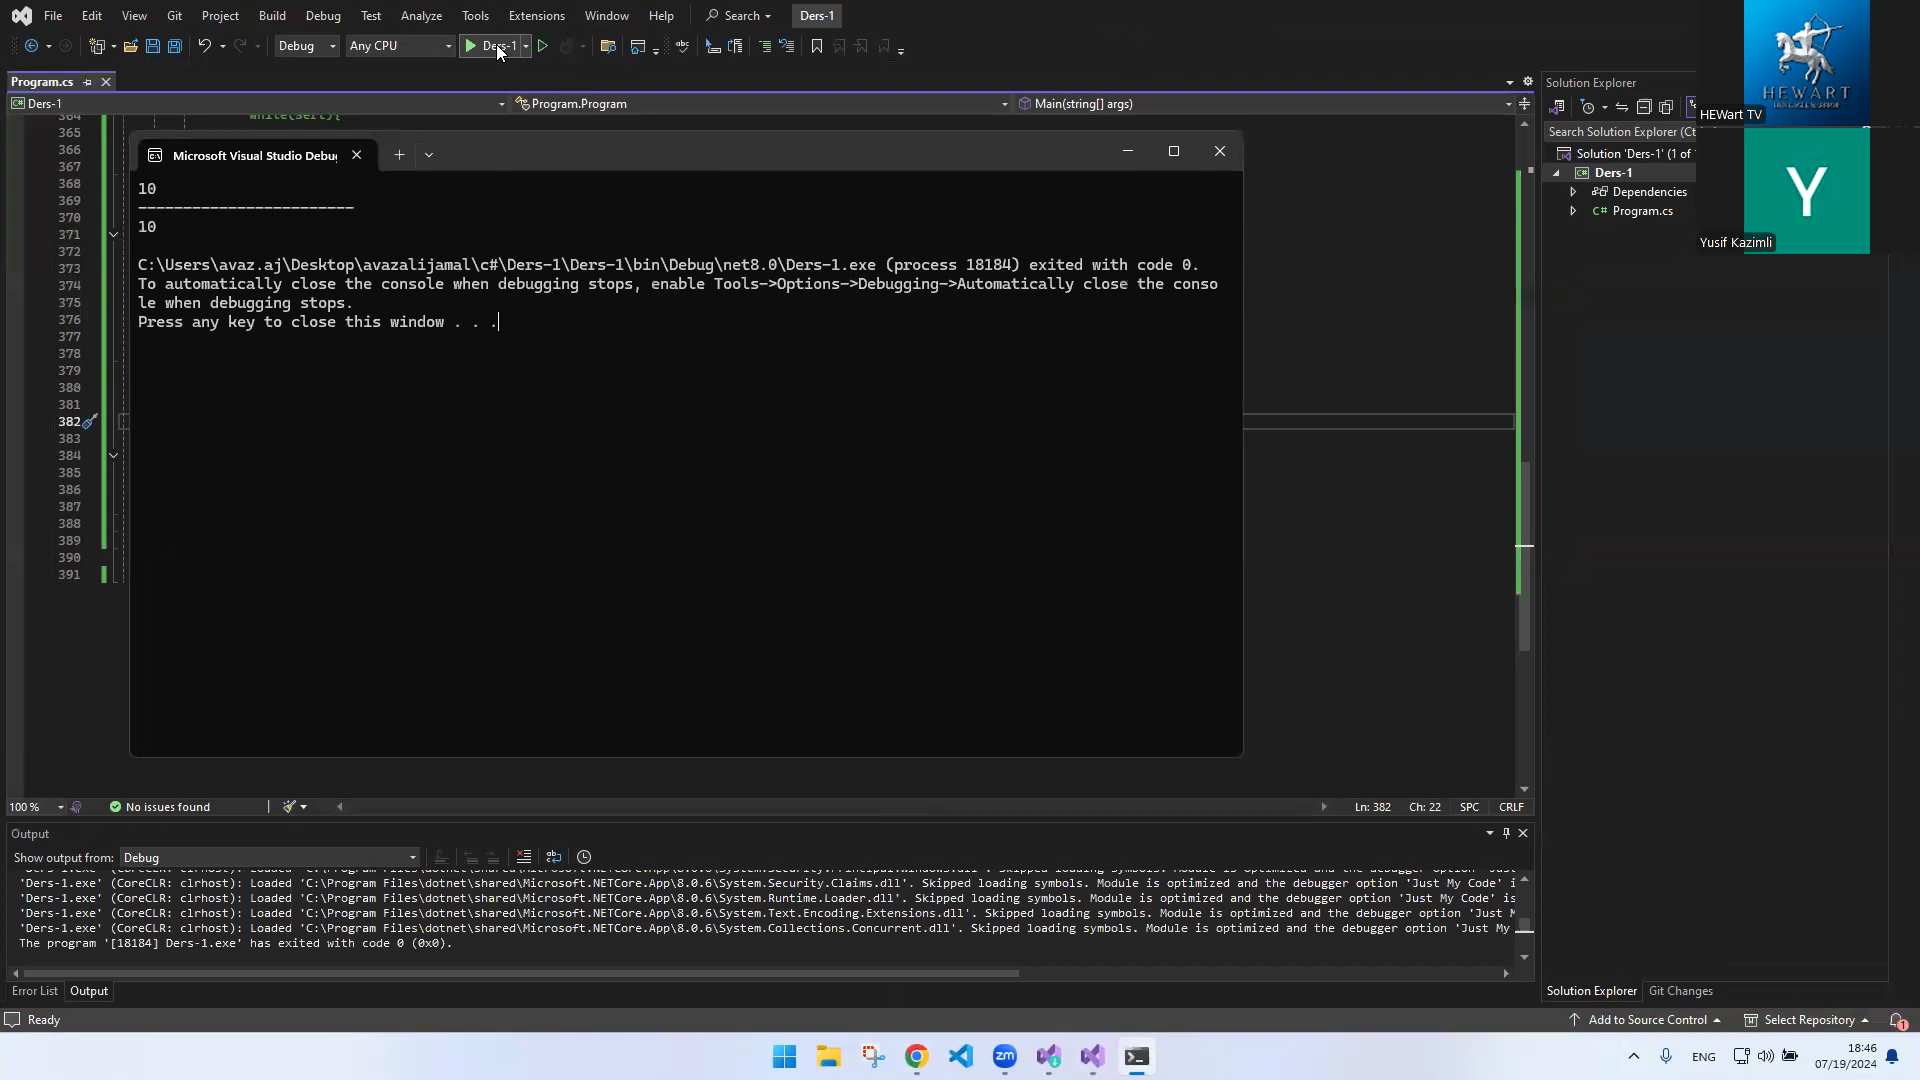 File Edit View Git Project Build Debug Test Analyze Tools Extensions Window Help Search Ders-1
Debug Any CPU Ders-1
Program.cs
Ders-1 Program.Program Main(string[] args)
364 while(sert){
365
366
367
368
369
370
371
372
373
374
375
376
377
378
379
380
381
382
383
384
385
386
387
388
389
390
391
Microsoft Visual Studio Debug
10
------------------------
10
C:\Users\avaz.aj\Desktop\avazalijamal\c#\Ders-1\Ders-1\bin\Debug\net8.0\Ders-1.exe (process 18184) exited with code 0.
To automatically close the console when debugging stops, enable Tools->Options->Debugging->Automatically close the conso
le when debugging stops.
Press any key to close this window . . .
100 % No issues found Ln: 382 Ch: 22 SPC CRLF
Output
Show output from: Debug
'Ders-1.exe' (CoreCLR: clrhost): Loaded 'C:\Program Files\dotnet\shared\Microsoft.NETCore.App\8.0.6\System.Security.Claims.dll'. Skipped loading symbols. Module is optimized and the debugger option 'Just My Code' i
'Ders-1.exe' (CoreCLR: clrhost): Loaded 'C:\Program Files\dotnet\shared\Microsoft.NETCore.App\8.0.6\System.Runtime.Loader.dll'. Skipped loading symbols. Module is optimized and the debugger option 'Just My Code' is
'Ders-1.exe' (CoreCLR: clrhost): Loaded 'C:\Program Files\dotnet\shared\Microsoft.NETCore.App\8.0.6\System.Text.Encoding.Extensions.dll'. Skipped loading symbols. Module is optimized and the debugger option 'Just M
'Ders-1.exe' (CoreCLR: clrhost): Loaded 'C:\Program Files\dotnet\shared\Microsoft.NETCore.App\8.0.6\System.Collections.Concurrent.dll'. Skipped loading symbols. Module is optimized and the debugger option 'Just My
The program '[18184] Ders-1.exe' has exited with code 0 (0x0).
Error List Output
Solution Explorer
Search Solution Explorer (Ct
Solution 'Ders-1' (1 of
Ders-1
Dependencies
C# Program.cs
Solution Explorer Git Changes
HEWART
HEWart TV
Y
Yusif Kazimli
Ready Add to Source Control Select Repository 1
zm
ENG
18:46
07/19/2024